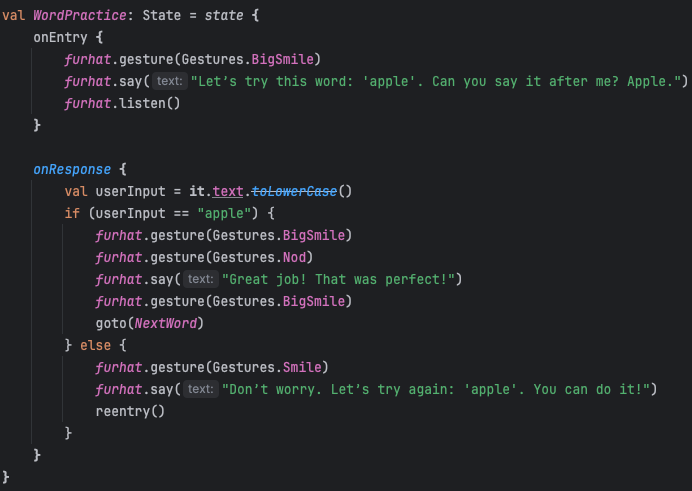 val WordPractice: State = state {
    onEntry {
        furhat.gesture(Gestures.BigSmile)
        furhat.say( text: "Let’s try this word: 'apple'. Can you say it after me? Apple.")
        furhat.listen()
    }

    onResponse {
        val userInput = it.text.toLowerCase()
        if (userInput == "apple") {
            furhat.gesture(Gestures.BigSmile)
            furhat.gesture(Gestures.Nod)
            furhat.say( text: "Great job! That was perfect!")
            furhat.gesture(Gestures.BigSmile)
            goto(NextWord)
        } else {
            furhat.gesture(Gestures.Smile)
            furhat.say( text: "Don’t worry. Let’s try again: 'apple'. You can do it!")
            reentry()
        }
    }
}